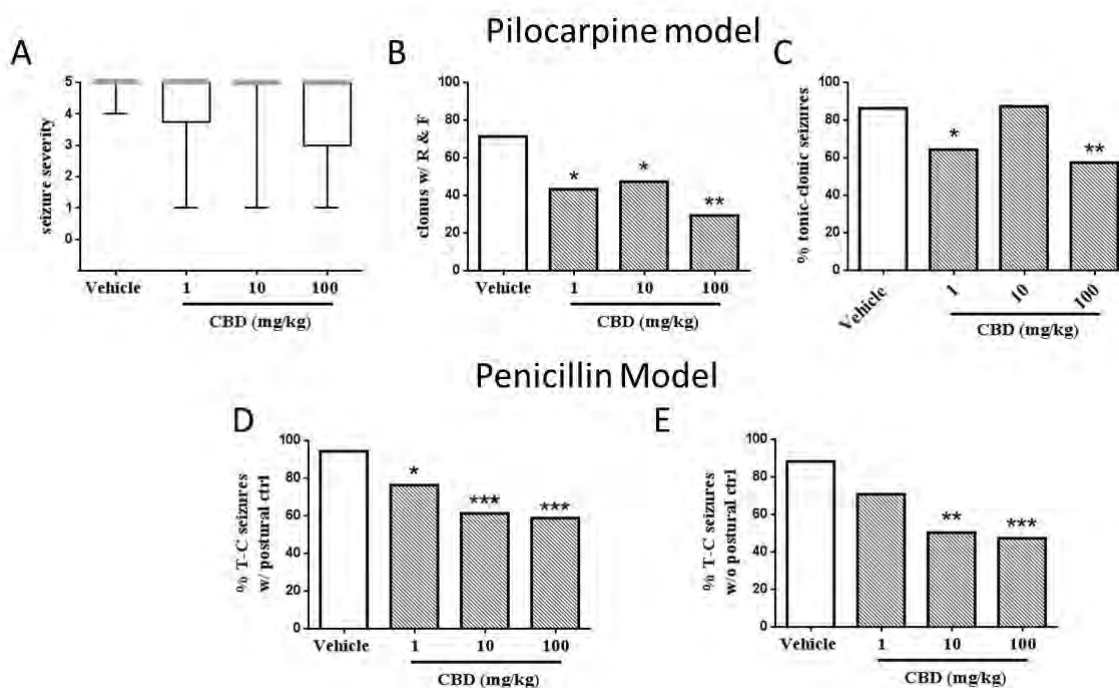 Pilocarpine model
A
seizure severity
5
4
3
2
1
0
Vehicle 1 10 100
CBD (mg/kg)
B
clonus w/ R & F
100
80
60
40
20
0
* * **
Vehicle 1 10 100
CBD (mg/kg)
C
% tonic-clonic seizures
100
80
60
40
20
0
* **
Vehicle 1 10 100
CBD (mg/kg)
Penicillin Model
D
% T-C seizures
w/ postural ctrl
100
80
60
40
20
0
* *** ***
Vehicle 1 10 100
CBD (mg/kg)
E
% T-C seizures
w/o postural ctrl
100
80
60
40
20
0
** ***
Vehicle 1 10 100
CBD (mg/kg)